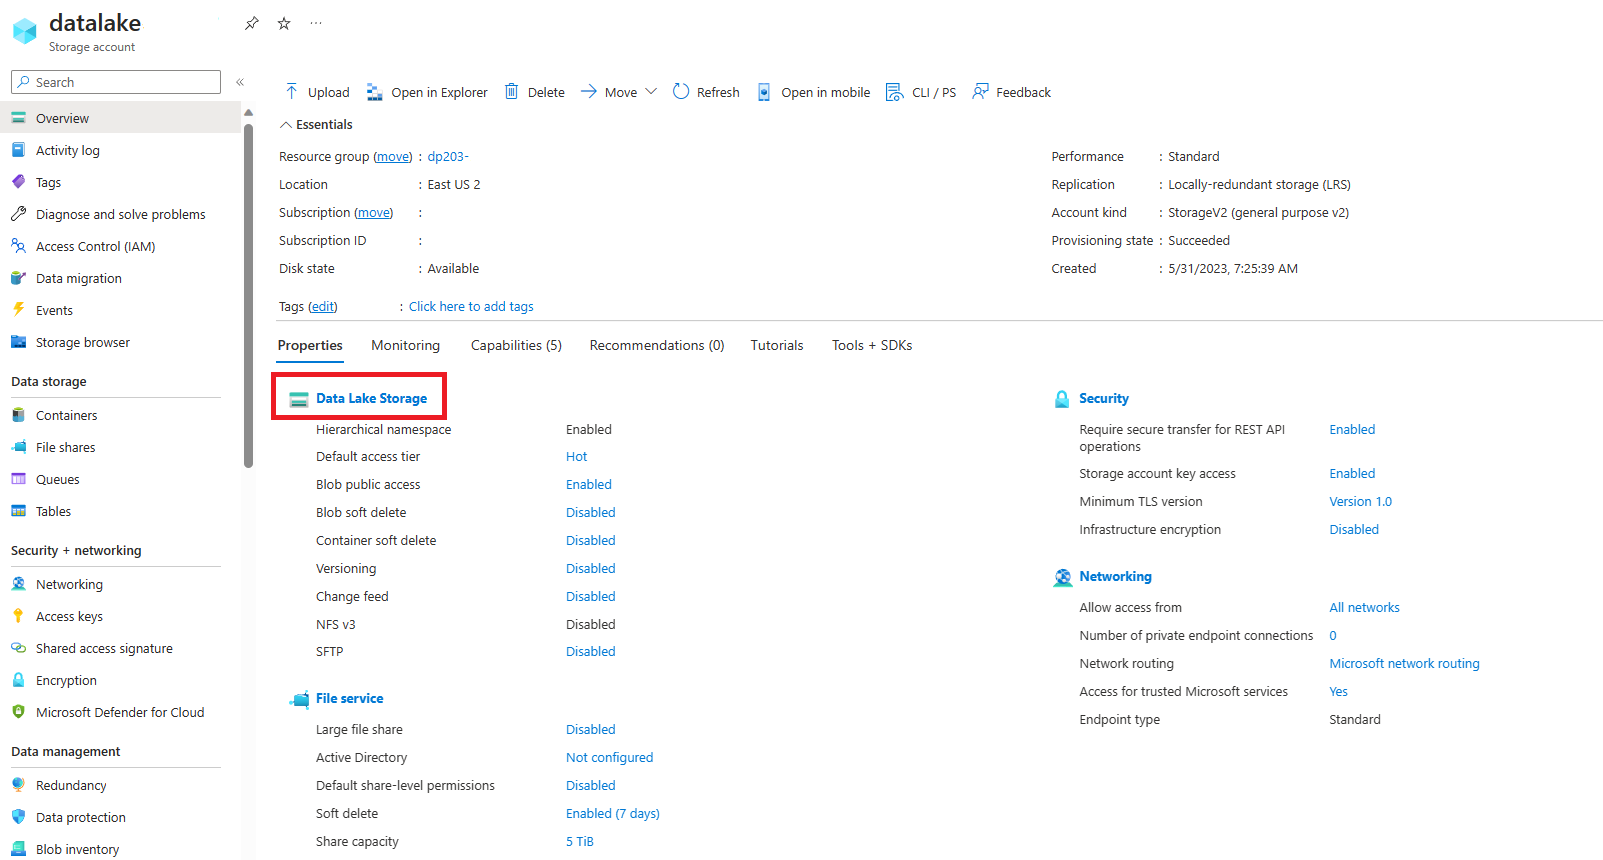 datalake
Storage account
Search
«
Overview
Activity log
Tags
Diagnose and solve problems
Access Control (IAM)
Data migration
Events
Storage browser
Data storage
Containers
File shares
Queues
Tables
Security + networking
Networking
Access keys
Shared access signature
Encryption
Microsoft Defender for Cloud
Data management
Redundancy
Data protection
Blob inventory
Upload Open in Explorer Delete Move Refresh Open in mobile CLI / PS Feedback
Essentials
Resource group (move) : dp203-
Location : East US 2
Subscription (move) :
Subscription ID :
Disk state : Available
Tags (edit) : Click here to add tags
Performance : Standard
Replication : Locally-redundant storage (LRS)
Account kind : StorageV2 (general purpose v2)
Provisioning state : Succeeded
Created : 5/31/2023, 7:25:39 AM
Properties Monitoring Capabilities (5) Recommendations (0) Tutorials Tools + SDKs
Data Lake Storage
Hierarchical namespace Enabled
Default access tier Hot
Blob public access Enabled
Blob soft delete Disabled
Container soft delete Disabled
Versioning Disabled
Change feed Disabled
NFS v3 Disabled
SFTP Disabled
File service
Large file share Disabled
Active Directory Not configured
Default share-level permissions Disabled
Soft delete Enabled (7 days)
Share capacity 5 TiB
Security
Require secure transfer for REST API Enabled
operations
Storage account key access Enabled
Minimum TLS version Version 1.0
Infrastructure encryption Disabled
Networking
Allow access from All networks
Number of private endpoint connections 0
Network routing Microsoft network routing
Access for trusted Microsoft services Yes
Endpoint type Standard